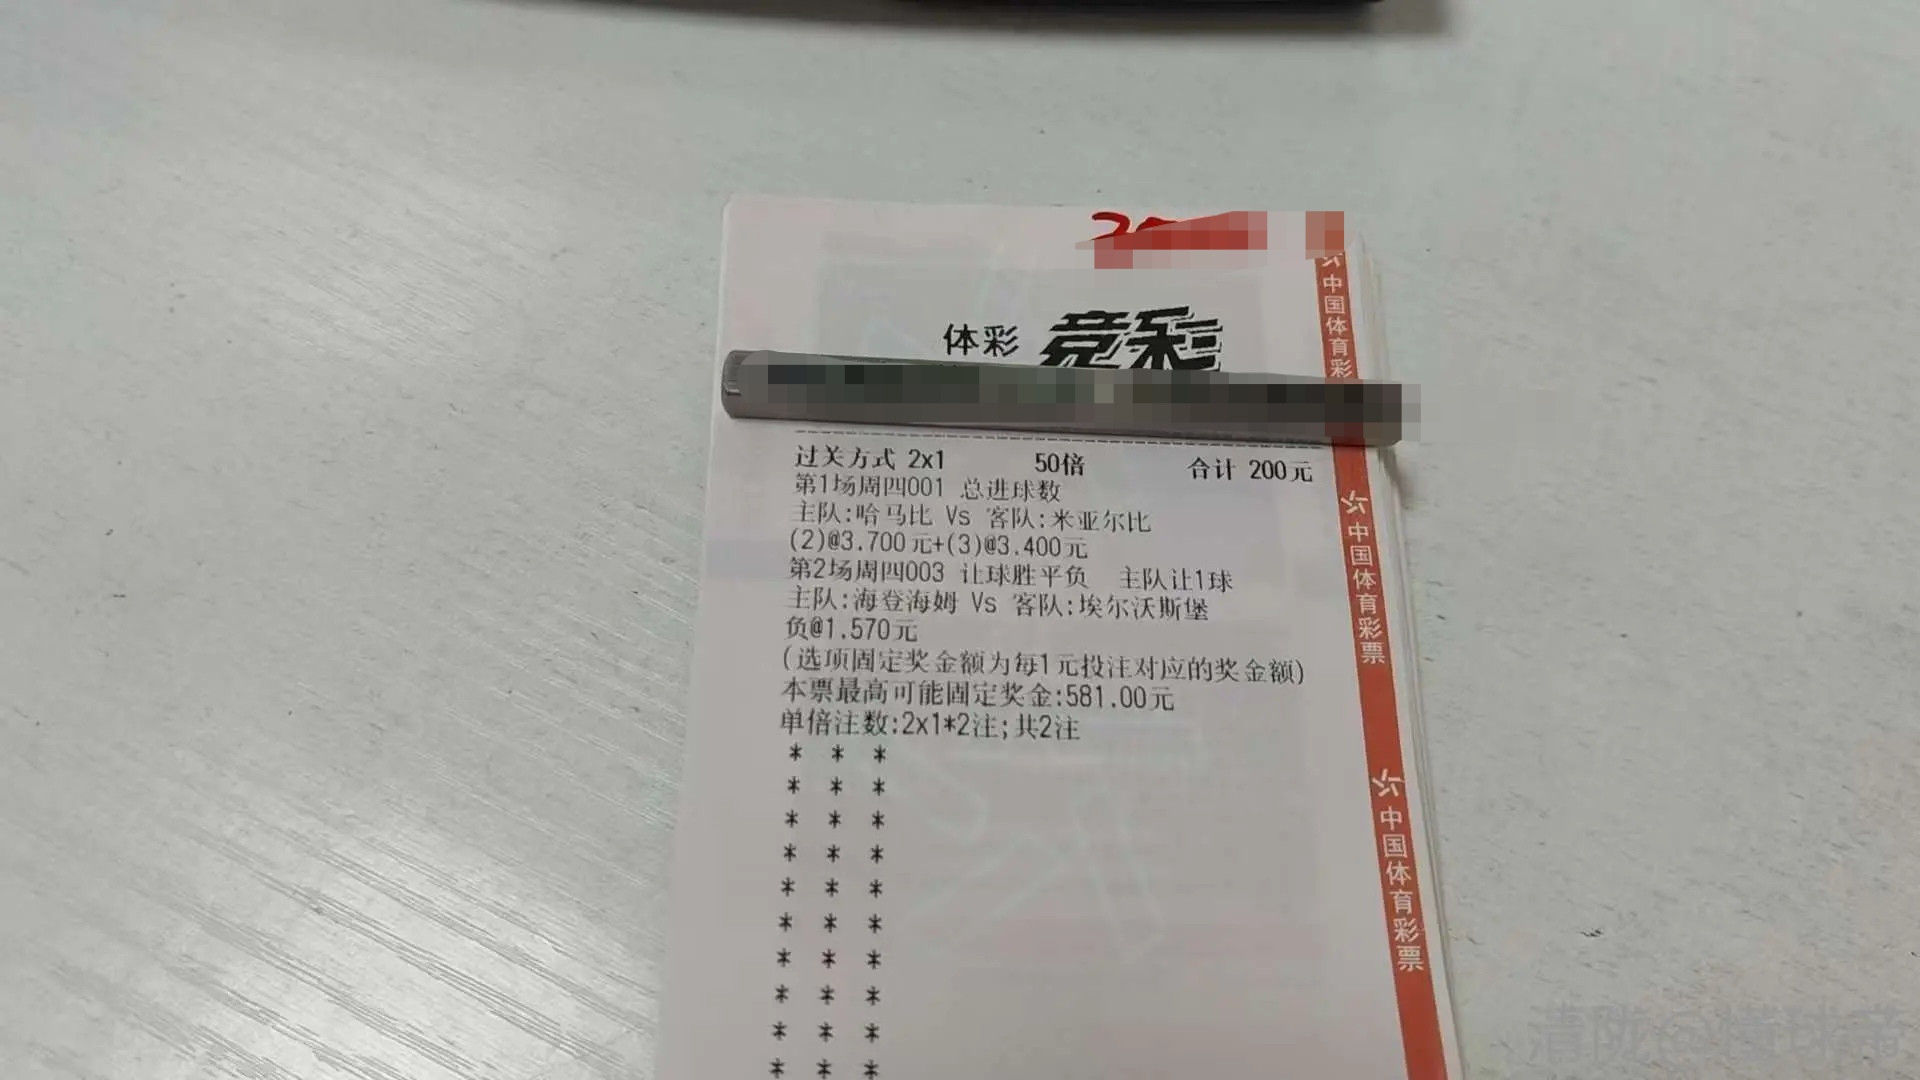 体彩 竞彩
过关方式 2x1 50倍 合计 200元
第1场周四001 总进球数
主队:哈马比 Vs 客队:米亚尔比
(2)@3.700元+(3)@3.400元
第2场周四003 让球胜平负 主队让1球
主队:海登海姆 Vs 客队:埃尔沃斯堡
负@1.570元
(选项固定奖金额为每1元投注对应的奖金额)
本票最高可能固定奖金:581.00元
单倍注数:2x1*2注;共2注
* * *
* * *
* * *
* * *
* * *
* * *
* * *
* * *
* * *
* * *
中国体育彩
中国体育彩票
中国体育彩票
清陇@懂球帝